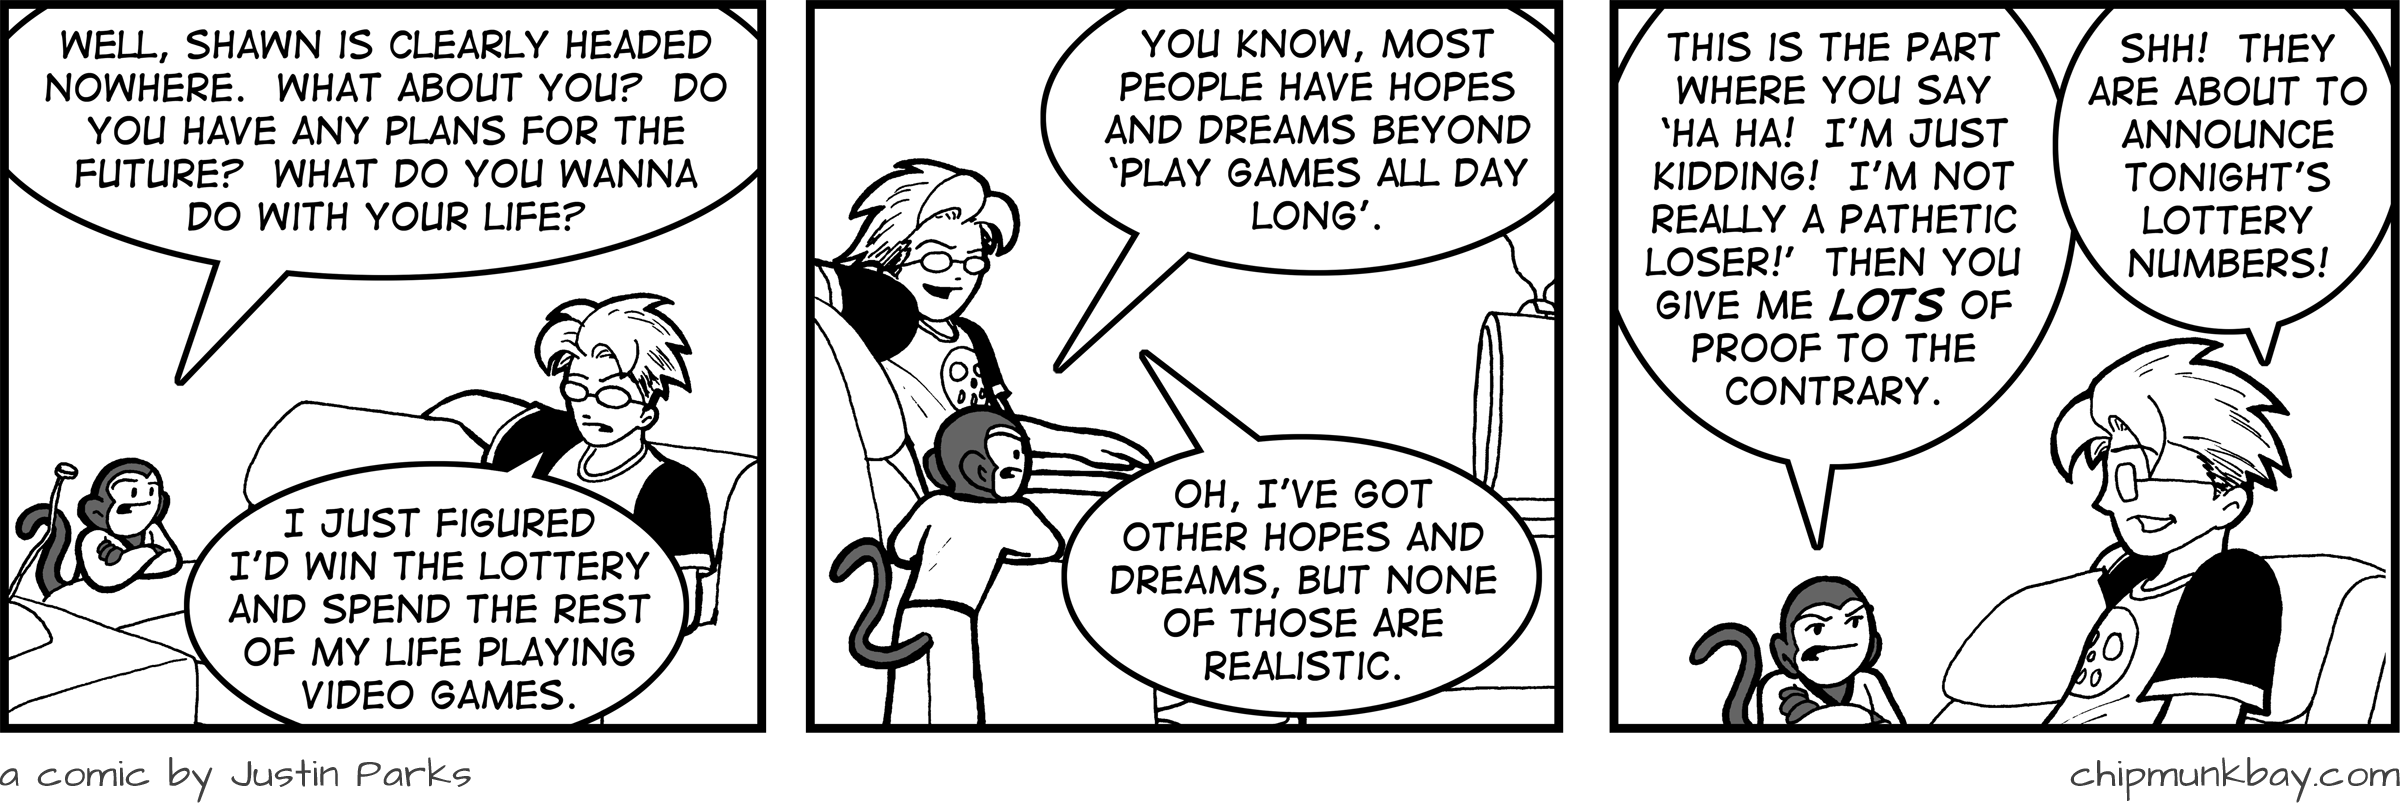 WELL, SHAWN IS CLEARLY HEADED
NOWHERE. WHAT ABOUT YOU? DO
YOU HAVE ANY PLANS FOR THE
FUTURE? WHAT DO YOU WANNA
DO WITH YOUR LIFE?
I JUST FIGURED
I'D WIN THE LOTTERY
AND SPEND THE REST
OF MY LIFE PLAYING
VIDEO GAMES.
YOU KNOW, MOST
PEOPLE HAVE HOPES
AND DREAMS BEYOND
‘PLAY GAMES ALL DAY
LONG’.
OH, I'VE GOT
OTHER HOPES AND
DREAMS, BUT NONE
OF THOSE ARE
REALISTIC.
THIS IS THE PART
WHERE YOU SAY
‘HA HA! I'M JUST
KIDDING! I'M NOT
REALLY A PATHETIC
LOSER!’ THEN YOU
GIVE ME LOTS OF
PROOF TO THE
CONTRARY.
SHH! THEY
ARE ABOUT TO
ANNOUNCE
TONIGHT'S
LOTTERY
NUMBERS!
a comic by Justin Parks
chipmunkbay.com